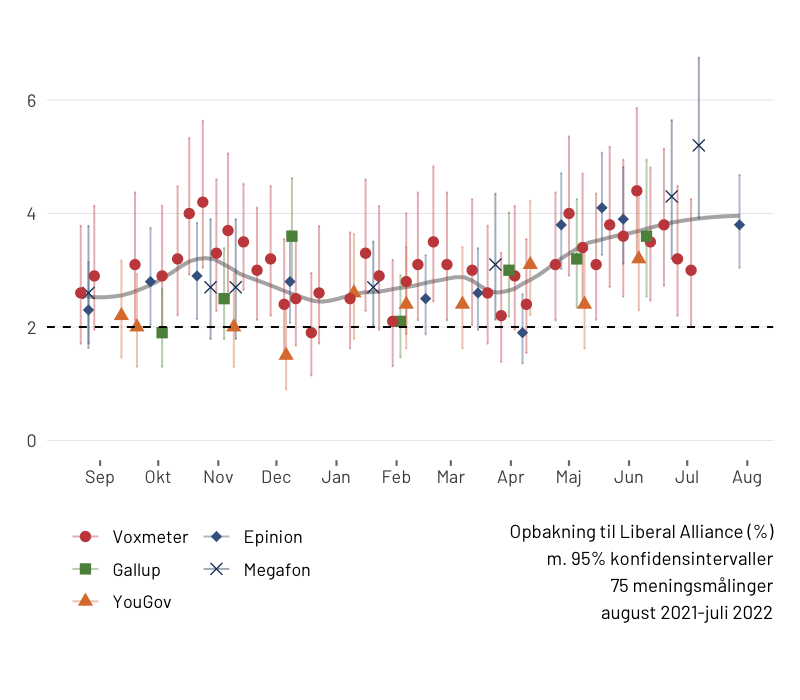 6
4
2
0
Sep Okt Nov Dec Jan Feb Mar Apr Maj Jun Jul Aug
Voxmeter Epinion
Gallup Megafon
YouGov
Opbakning til Liberal Alliance (%)
m. 95% konfidensintervaller
75 meningsmålinger
august 2021-juli 2022